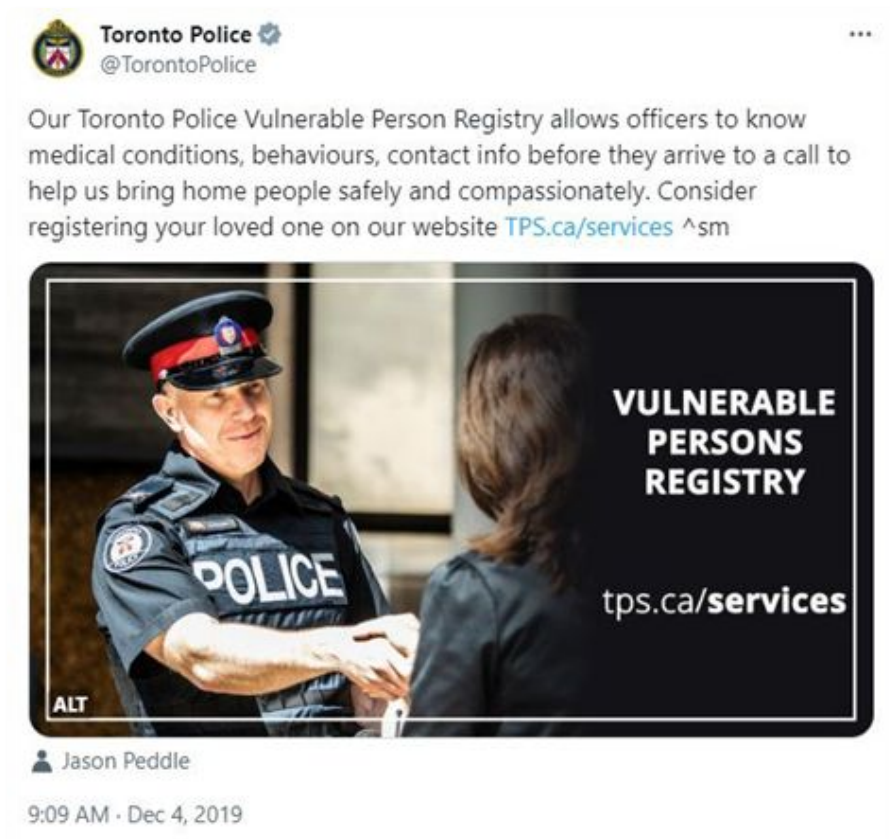 Toronto Police
@TorontoPolice
Our Toronto Police Vulnerable Person Registry allows officers to know
medical conditions, behaviours, contact info before they arrive to a call to
help us bring home people safely and compassionately. Consider
registering your loved one on our website TPS.ca/services ^sm
VULNERABLE
PERSONS
REGISTRY
POLICE
tps.ca/services
ALT
Jason Peddle
9:09 AM · Dec 4, 2019